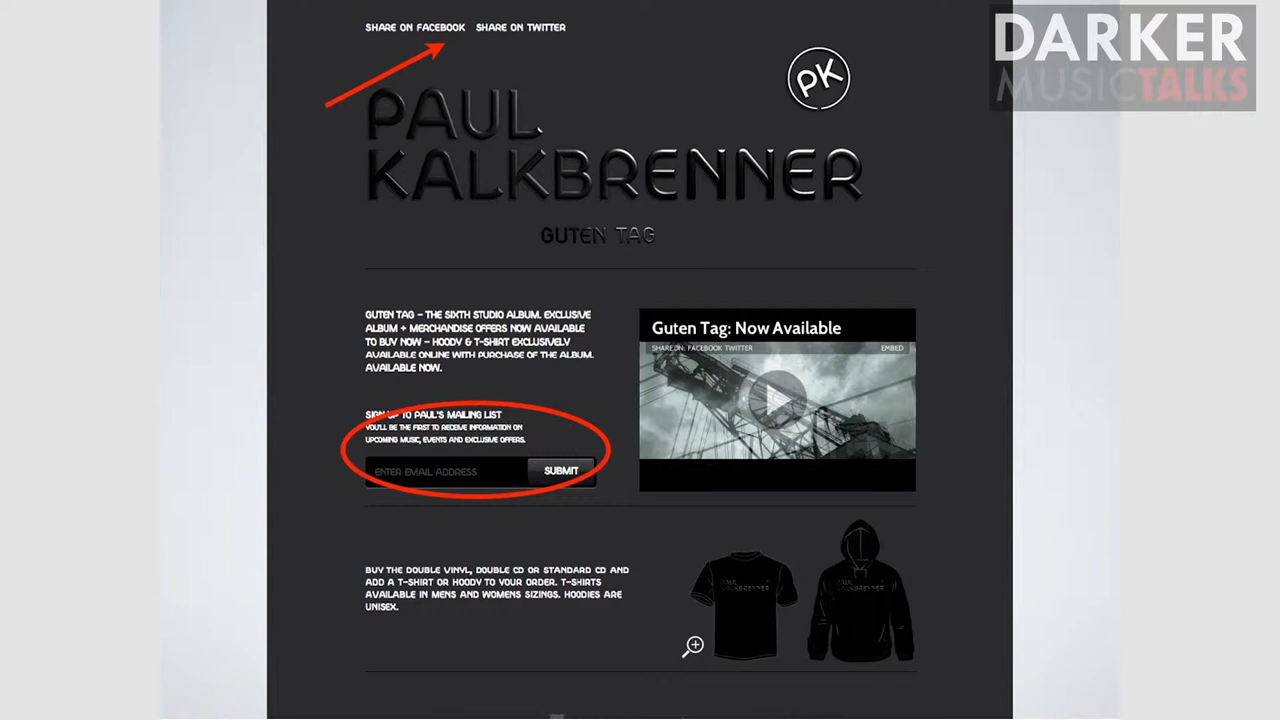 SHARE ON FACEBOOK SHARE ON TWITTER
DARKER
MUSICTALKS
PK
PAUL
KALKBRENNER
GUTEN TAG
GUTEN TAG – THE SIXTH STUDIO ALBUM. EXCLUSIVE
ALBUM + MERCHANDISE OFFERS NOW AVAILABLE
TO BUY NOW – HOODY & T-SHIRT EXCLUSIVELY
AVAILABLE ONLINE WITH PURCHASE OF THE ALBUM.
AVAILABLE NOW.
Guten Tag: Now Available
SHARE ON: FACEBOOK TWITTER EMBED
SIGN UP TO PAUL'S MAILING LIST
YOU'LL BE THE FIRST TO RECEIVE INFORMATION ON
UPCOMING MUSIC, EVENTS AND EXCLUSIVE OFFERS.
ENTER EMAIL ADDRESS SUBMIT
BUY THE DOUBLE VINYL, DOUBLE CD OR STANDARD CD AND
ADD A T-SHIRT OR HOODY TO YOUR ORDER. T-SHIRTS
AVAILABLE IN MENS AND WOMENS SIZINGS. HOODIES ARE
UNISEX.
PAUL
KALKBRENNER
PAUL
KALKBRENNER